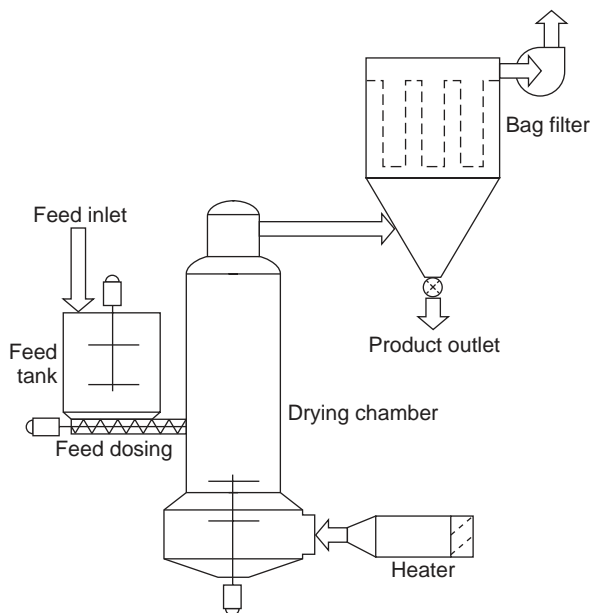 Bag filter
Feed inlet
Product outlet
Feed
tank
Drying chamber
Feed dosing
Heater